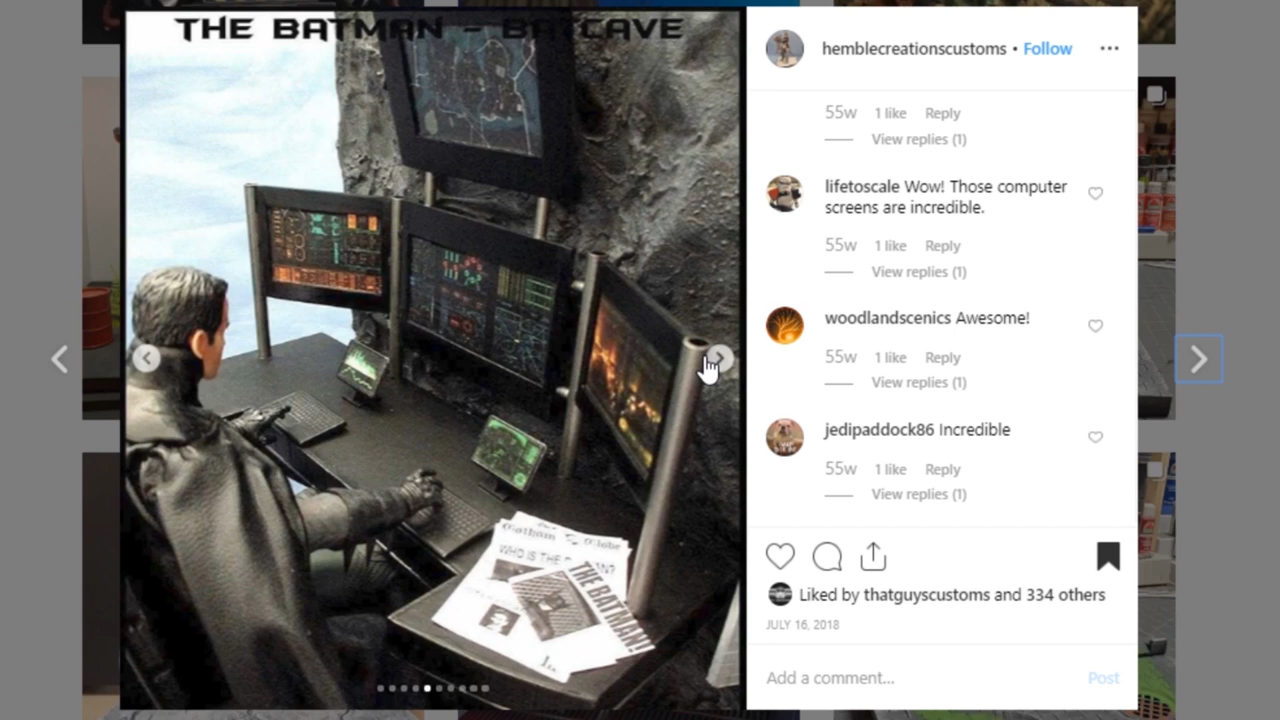 THE BATMAN - BATCAVE
Gotham Globe
WHO IS THE
THE BATMAN!
hemblecreationscustoms • Follow
55w 1 like Reply
View replies (1)
lifetoscale Wow! Those computer
screens are incredible.
55w 1 like Reply
View replies (1)
woodlandscenics Awesome!
55w 1 like Reply
View replies (1)
jedipaddock86 Incredible
55w 1 like Reply
View replies (1)
Liked by thatguyscustoms and 334 others
JULY 16, 2018
Add a comment... Post